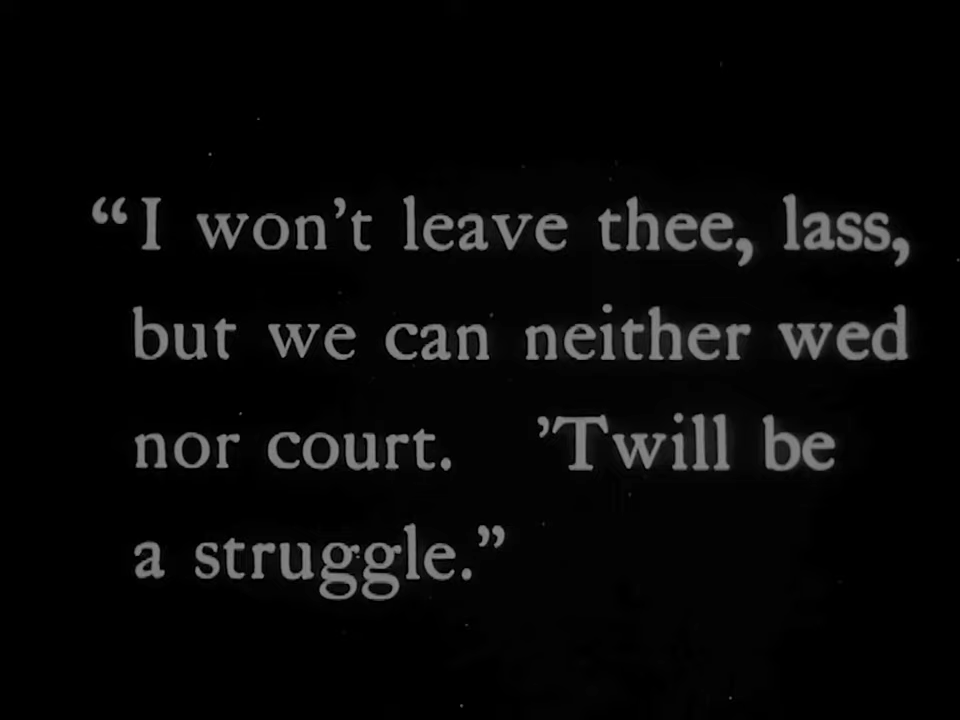 “I won’t leave thee, lass,
but we can neither wed
nor court. ’Twill be
a struggle.”